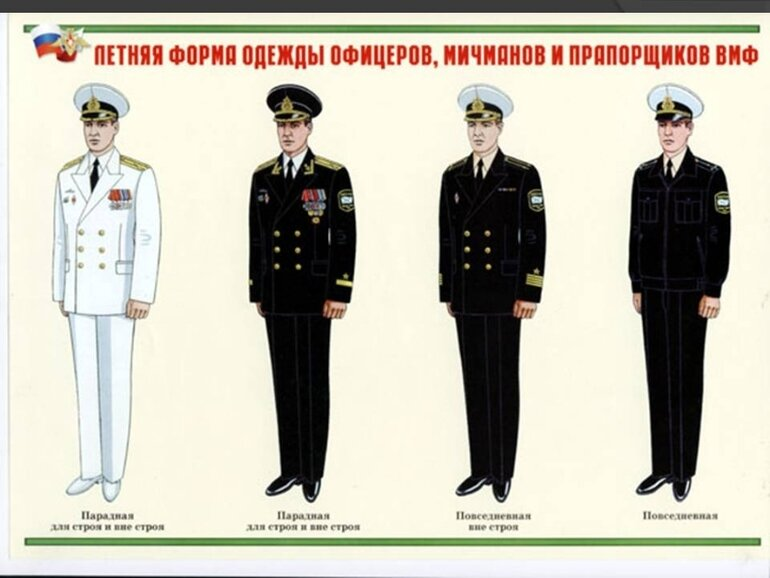 ЛЕТНЯЯ ФОРМА ОДЕЖДЫ ОФИЦЕРОВ, МИЧМАНОВ И ПРАПОРЩИКОВ ВМФ
Парадная
для строя и вне строя
Парадная
для строя и вне строя
Повседневная
вне строя
Повседневная